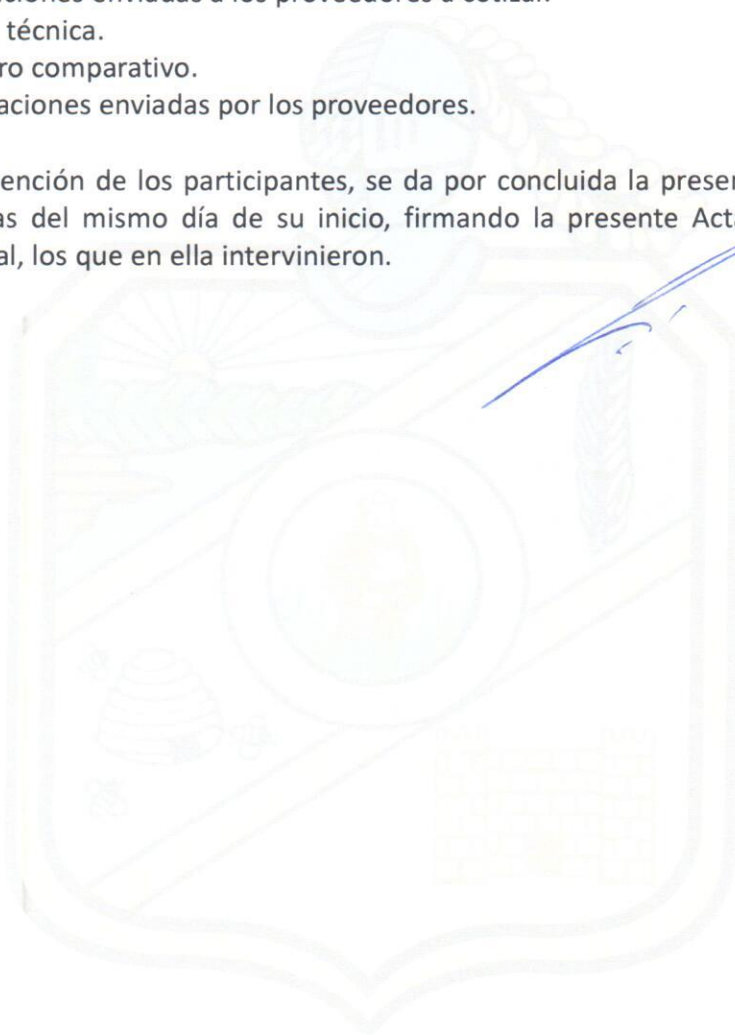 técnica.
ro comparativo.
aciones enviadas por los proveedores.
ención de los participantes, se da por concluida la presen
as del mismo día de su inicio, firmando la presente Act
al, los que en ella intervinieron.